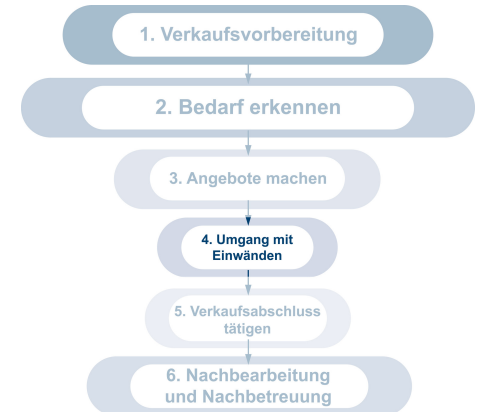 1. Verkaufsvorbereitung
2. Bedarf erkennen
3. Angebote machen
4. Umgang mit
Einwänden
5. Verkaufsabschluss
tätigen
6. Nachbearbeitung
und Nachbetreuung